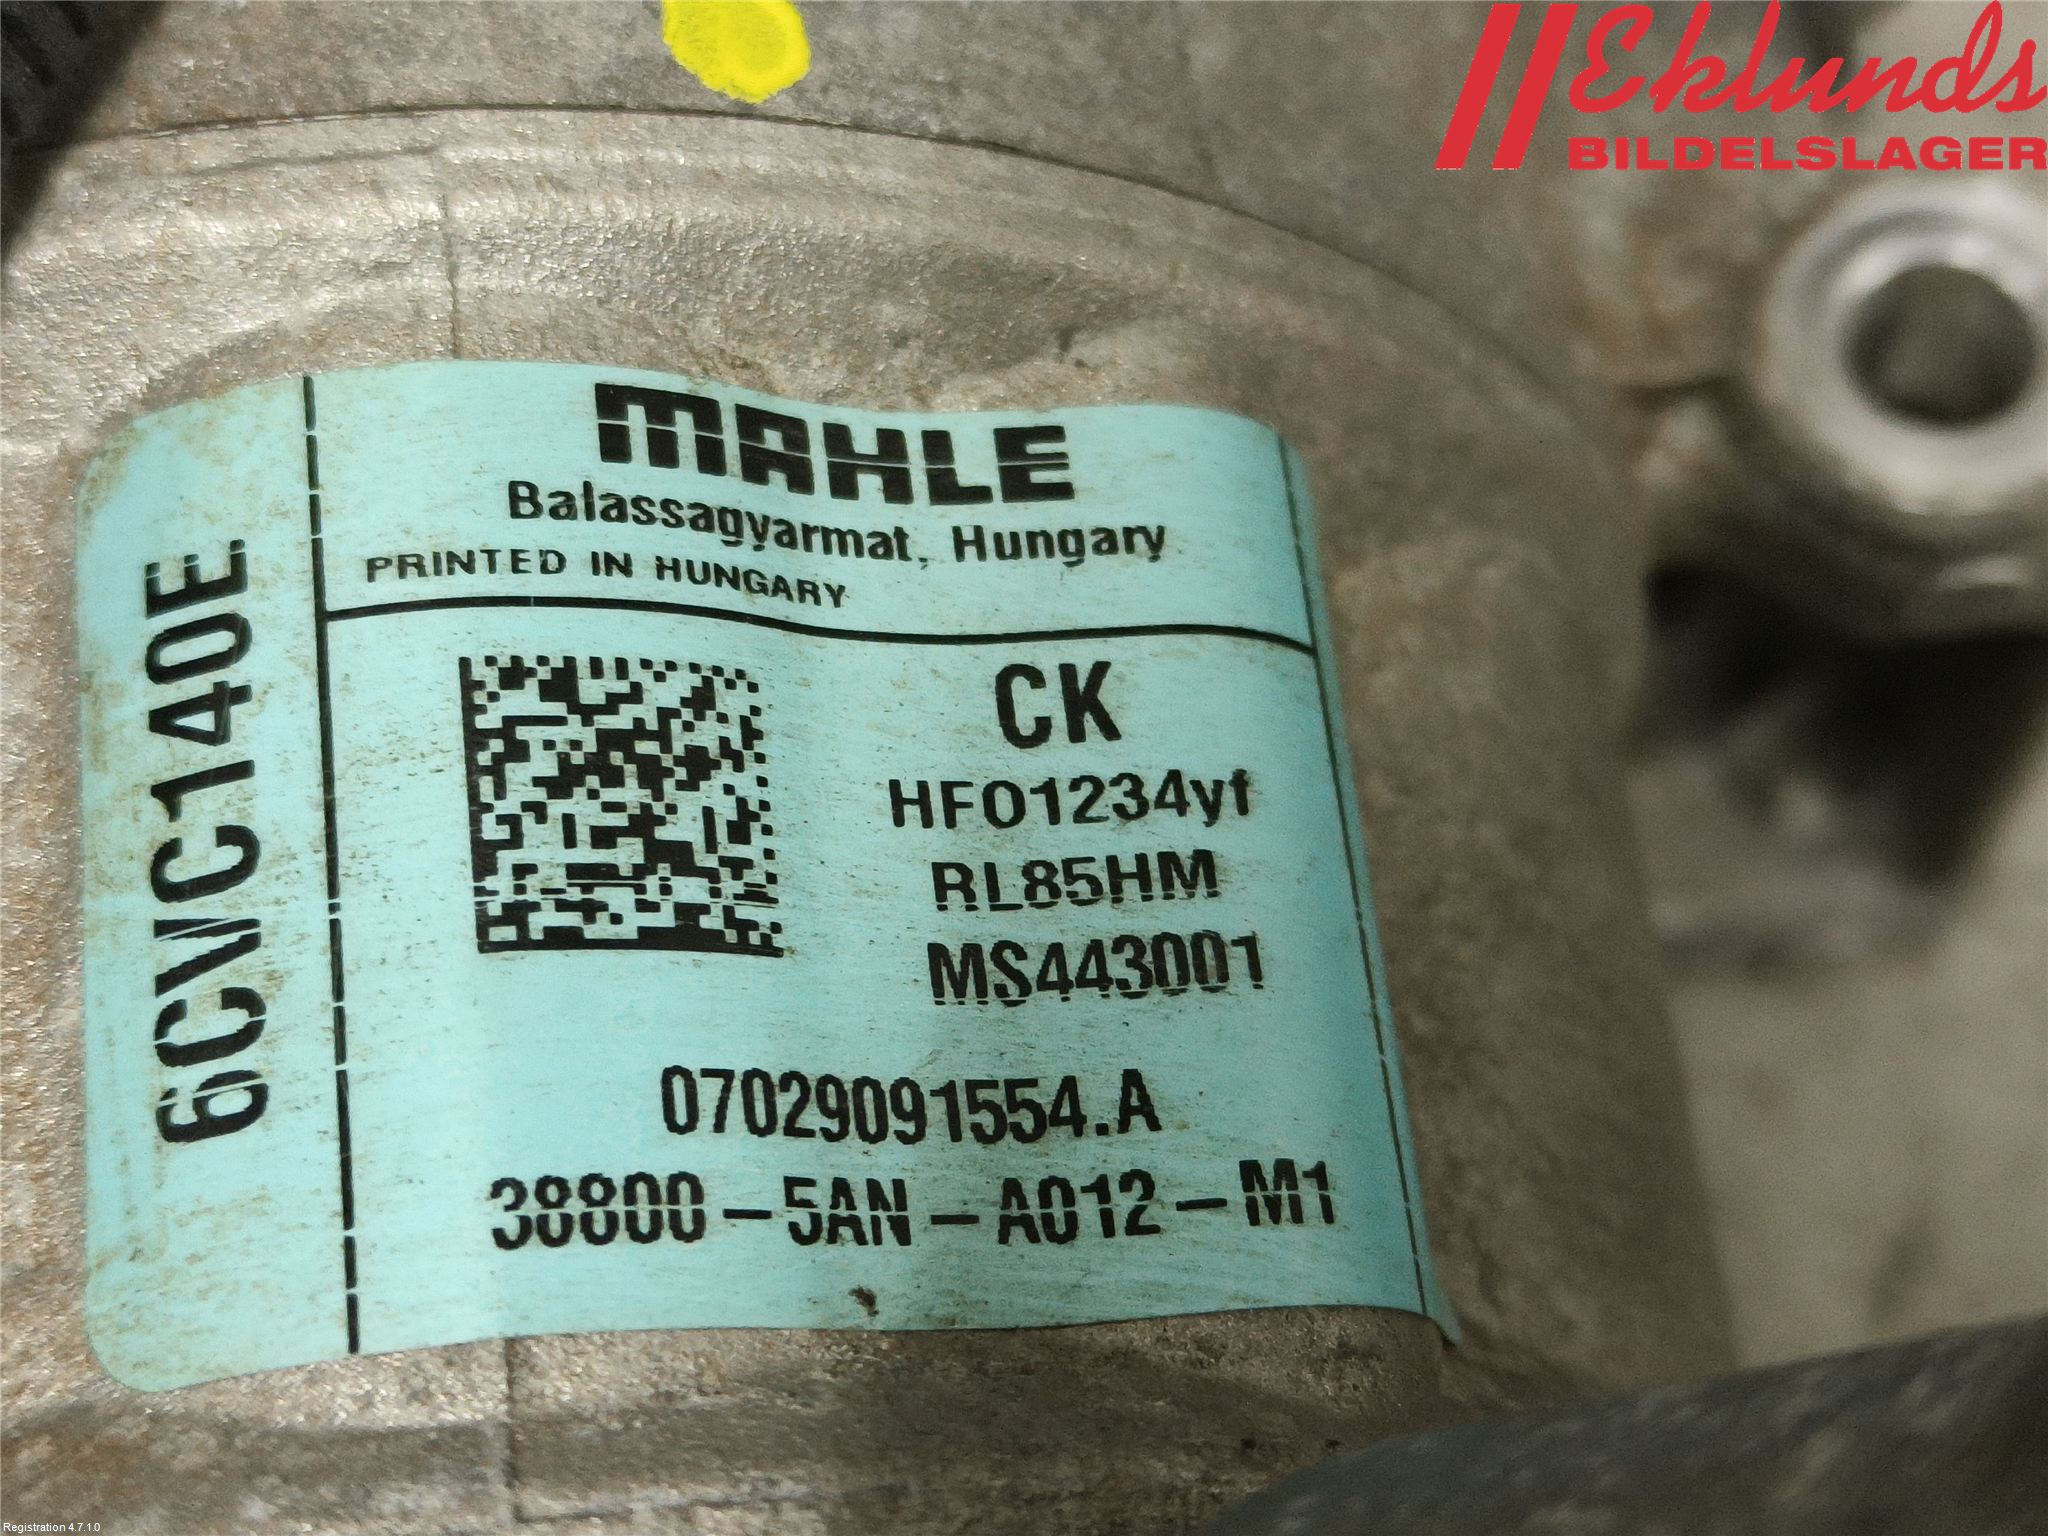 Eklunds
BILDELSLAGER
MAHLE
Balassagyarmat, Hungary
PRINTED IN HUNGARY
6CVC140E
CK
HFO1234yf
RL85HM
MS443001
07029091554.A
38800-5AN-A012-M1
Registration 4.7.1.0